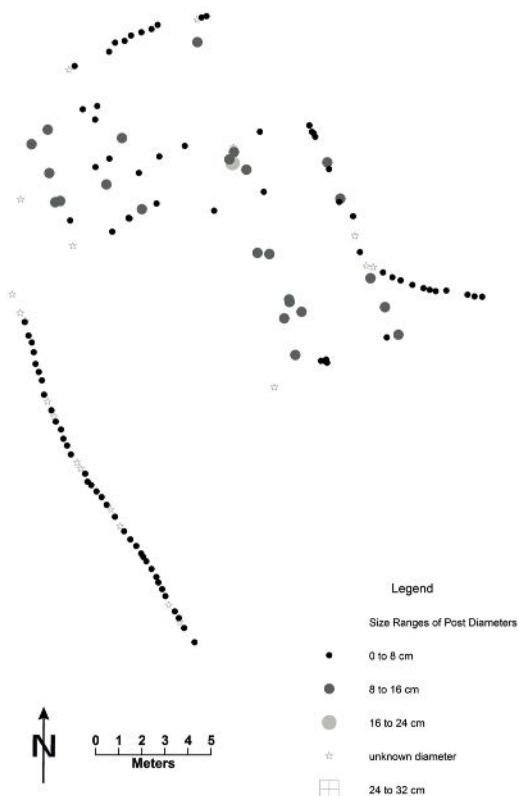 Legend
Size Ranges of Post Diameters
0 to 8 cm
8 to 16 cm
16 to 24 cm
unknown diameter
24 to 32 cm
N
0 1 2 3 4 5
Meters